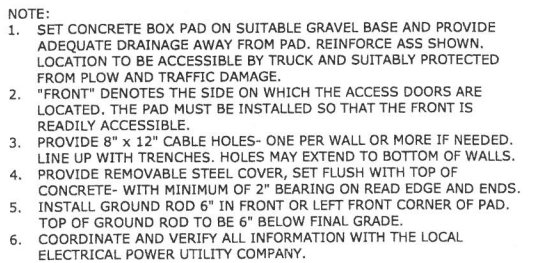 NOTE:
1. SET CONCRETE BOX PAD ON SUITABLE GRAVEL BASE AND PROVIDE
ADEQUATE DRAINAGE AWAY FROM PAD. REINFORCE ASS SHOWN.
LOCATION TO BE ACCESSIBLE BY TRUCK AND SUITABLY PROTECTED
FROM PLOW AND TRAFFIC DAMAGE.
2. "FRONT" DENOTES THE SIDE ON WHICH THE ACCESS DOORS ARE
LOCATED. THE PAD MUST BE INSTALLED SO THAT THE FRONT IS
READILY ACCESSIBLE.
3. PROVIDE 8" x 12" CABLE HOLES- ONE PER WALL OR MORE IF NEEDED.
LINE UP WITH TRENCHES. HOLES MAY EXTEND TO BOTTOM OF WALLS.
4. PROVIDE REMOVABLE STEEL COVER, SET FLUSH WITH TOP OF
CONCRETE- WITH MINIMUM OF 2" BEARING ON READ EDGE AND ENDS.
5. INSTALL GROUND ROD 6" IN FRONT OR LEFT FRONT CORNER OF PAD.
TOP OF GROUND ROD TO BE 6" BELOW FINAL GRADE.
6. COORDINATE AND VERIFY ALL INFORMATION WITH THE LOCAL
ELECTRICAL POWER UTILITY COMPANY.